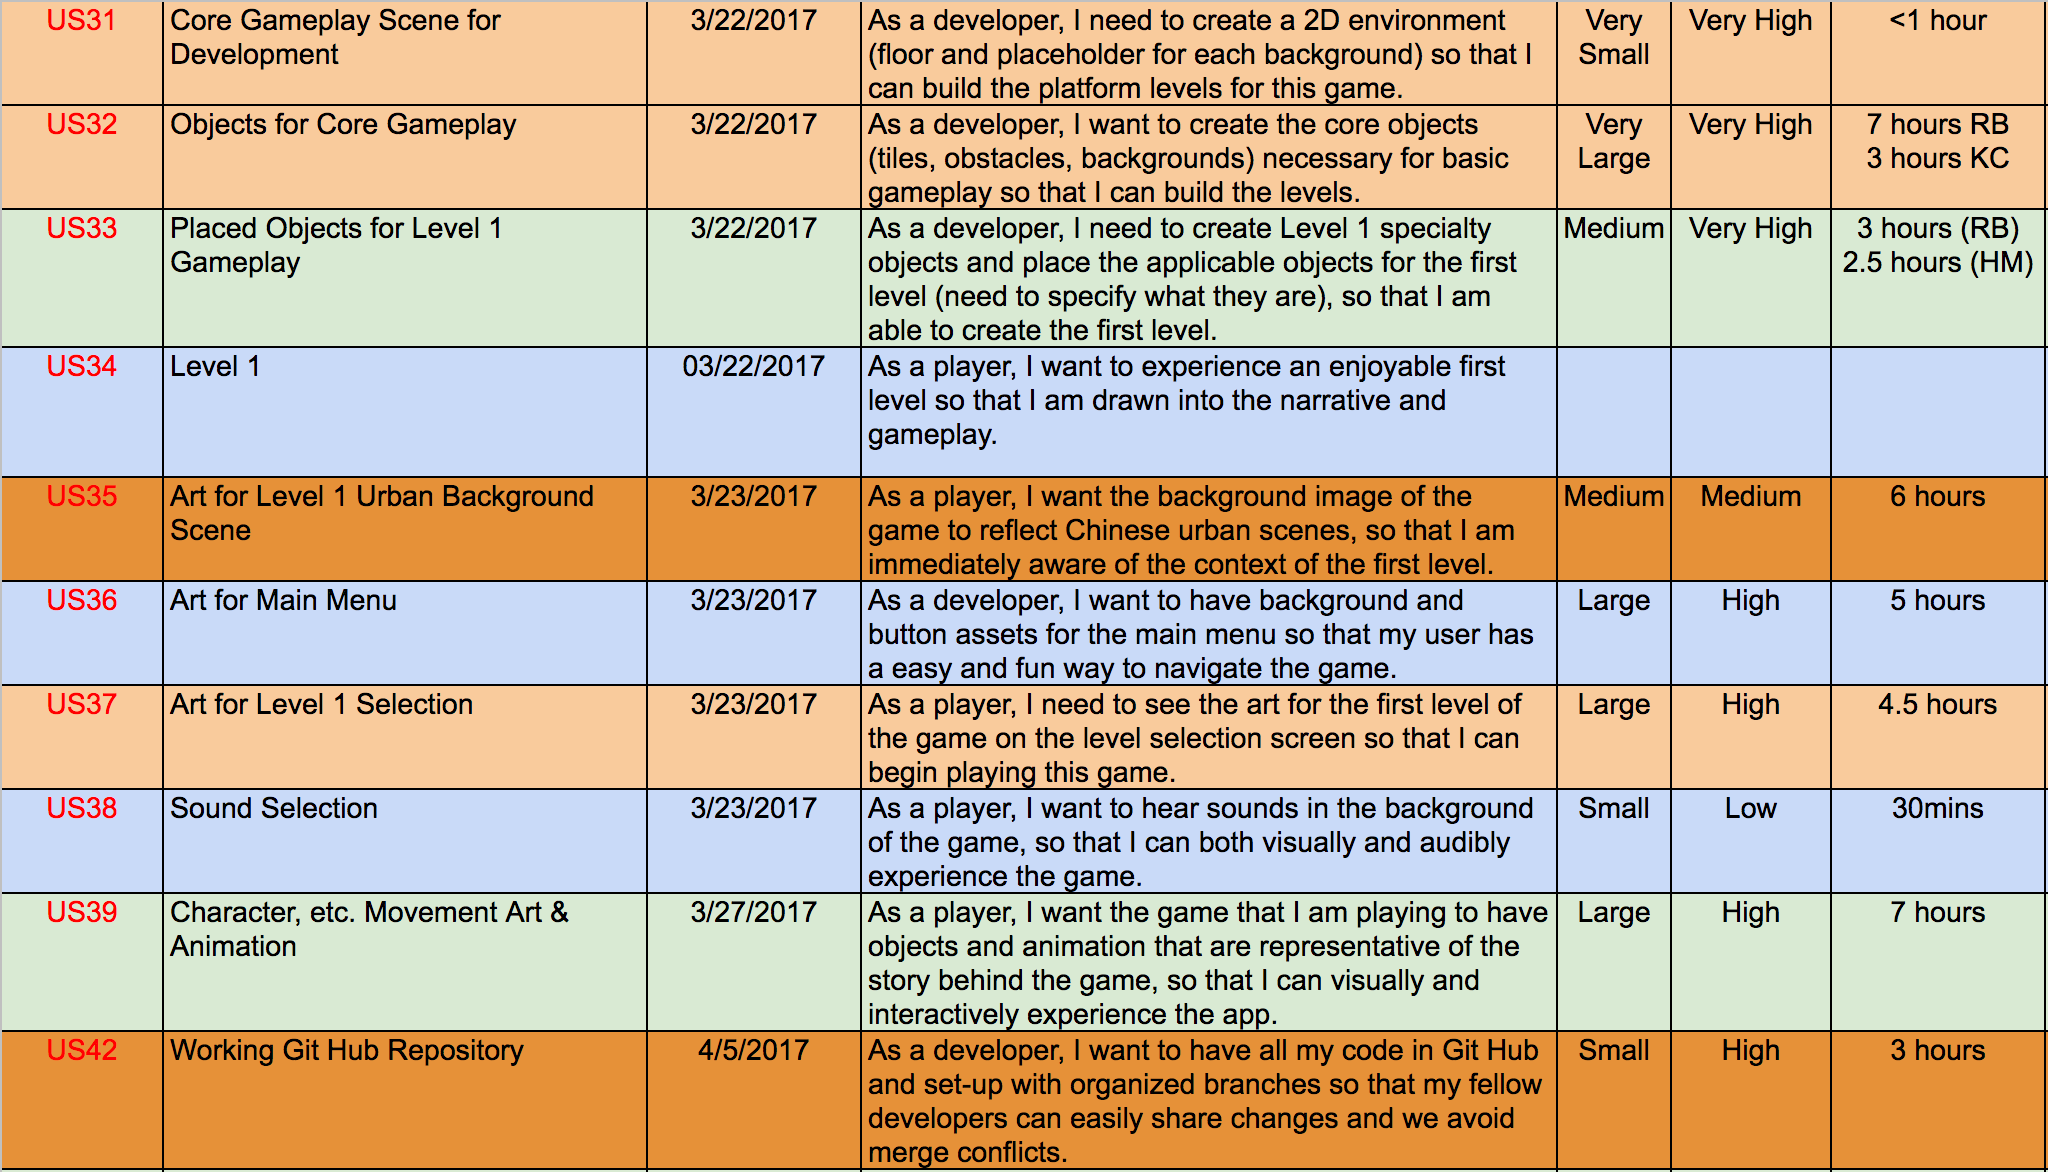 US31
Core Gameplay Scene for
Development
3/22/2017
As a developer, I need to create a 2D environment
(floor and placeholder for each background) so that I
can build the platform levels for this game.
Very
Small
Very High
<1 hour
US32
Objects for Core Gameplay
3/22/2017
As a developer, I want to create the core objects
(tiles, obstacles, backgrounds) necessary for basic
gameplay so that I can build the levels.
Very
Large
Very High
7 hours RB
3 hours KC
US33
Placed Objects for Level 1
Gameplay
3/22/2017
As a developer, I need to create Level 1 specialty
objects and place the applicable objects for the first
level (need to specify what they are), so that I am
able to create the first level.
Medium
Very High
3 hours (RB)
2.5 hours (HM)
US34
Level 1
03/22/2017
As a player, I want to experience an enjoyable first
level so that I am drawn into the narrative and
gameplay.
US35
Art for Level 1 Urban Background
Scene
3/23/2017
As a player, I want the background image of the
game to reflect Chinese urban scenes, so that I am
immediately aware of the context of the first level.
Medium
Medium
6 hours
US36
Art for Main Menu
3/23/2017
As a developer, I want to have background and
button assets for the main menu so that my user has
a easy and fun way to navigate the game.
Large
High
5 hours
US37
Art for Level 1 Selection
3/23/2017
As a player, I need to see the art for the first level of
the game on the level selection screen so that I can
begin playing this game.
Large
High
4.5 hours
US38
Sound Selection
3/23/2017
As a player, I want to hear sounds in the background
of the game, so that I can both visually and audibly
experience the game.
Small
Low
30mins
US39
Character, etc. Movement Art &
Animation
3/27/2017
As a player, I want the game that I am playing to have
objects and animation that are representative of the
story behind the game, so that I can visually and
interactively experience the app.
Large
High
7 hours
US42
Working Git Hub Repository
4/5/2017
As a developer, I want to have all my code in Git Hub
and set-up with organized branches so that my fellow
developers can easily share changes and we avoid
merge conflicts.
Small
High
3 hours